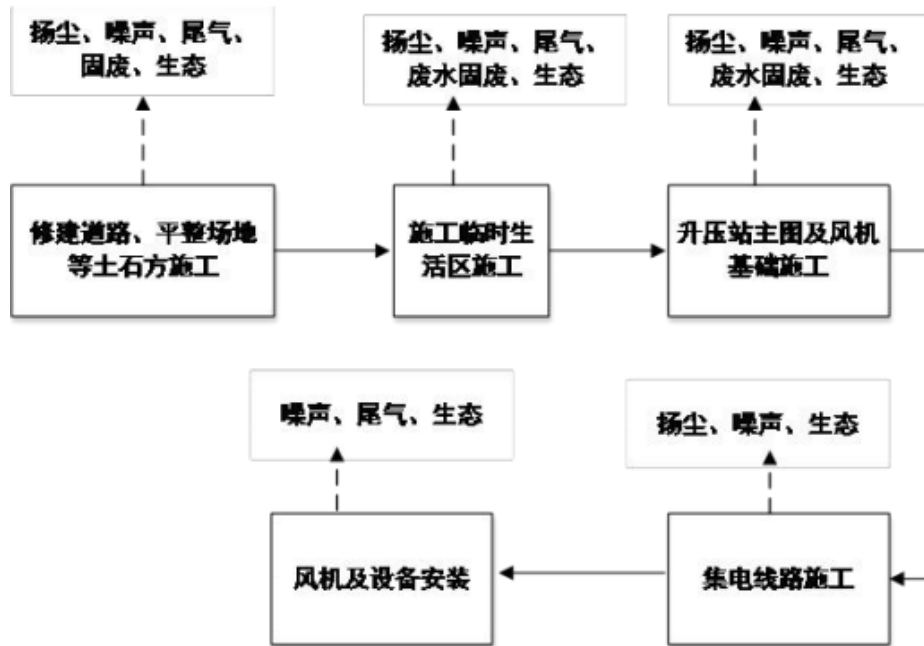 扬尘、噪声、尾气、
固废、生态
扬尘、噪声、尾气、
废水固废、生态
扬尘、噪声、尾气、
废水固废、生态
修建道路、平整场地
等土石方施工
施工临时生
活区施工
升压站主图及风机
基础施工
噪声、尾气、生态
扬尘、噪声、生态
风机及设备安装
集电线路施工